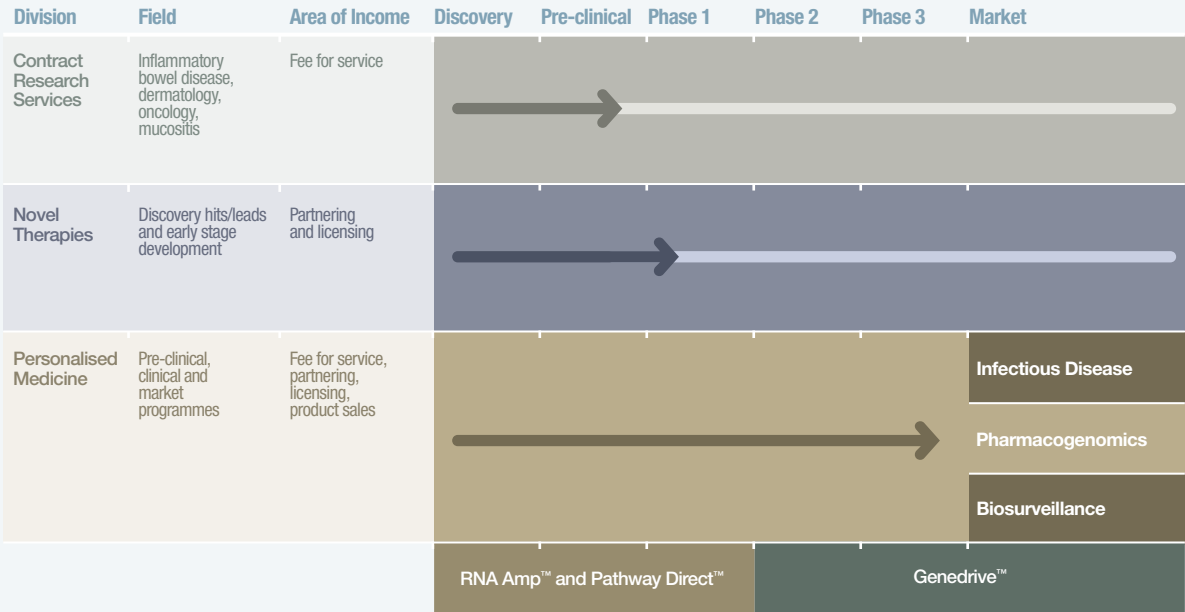 Division Field Area of Income Discovery Pre-clinical Phase 1 Phase 2 Phase 3 Market
Contract
Research
Services
Inflammatory
bowel disease,
dermatology,
oncology,
mucositis
Fee for service
Novel
Therapies
Discovery hits/leads
and early stage
development
Partnering
and licensing
Personalised
Medicine
Pre-clinical,
clinical and
market
programmes
Fee for service,
partnering,
licensing,
product sales
Infectious Disease
Pharmacogenomics
Biosurveillance
RNA Amp™ and Pathway Direct™
Genedrive™